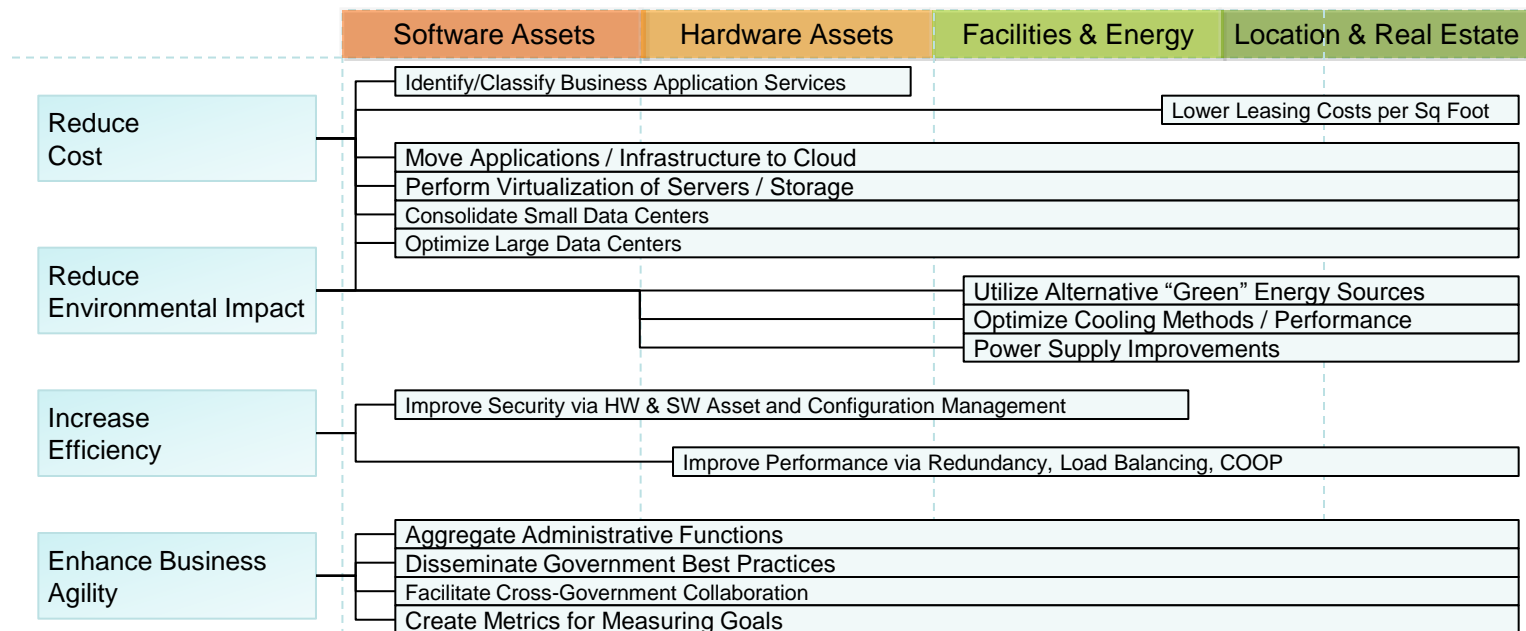 Software Assets
Hardware Assets
Facilities & Energy
Location & Real Estate
Reduce
Cost
Identify/Classify Business Application Services
Lower Leasing Costs per Sq Foot
Move Applications / Infrastructure to Cloud
Perform Virtualization of Servers / Storage
Consolidate Small Data Centers
Optimize Large Data Centers
Reduce
Environmental Impact
Utilize Alternative “Green” Energy Sources
Optimize Cooling Methods / Performance
Power Supply Improvements
Increase
Efficiency
Improve Security via HW & SW Asset and Configuration Management
Improve Performance via Redundancy, Load Balancing, COOP
Enhance Business
Agility
Aggregate Administrative Functions
Disseminate Government Best Practices
Facilitate Cross-Government Collaboration
Create Metrics for Measuring Goals